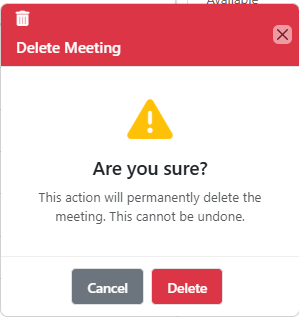 Available
Delete Meeting
Are you sure?
This action will permanently delete the
meeting. This cannot be undone.
Cancel
Delete